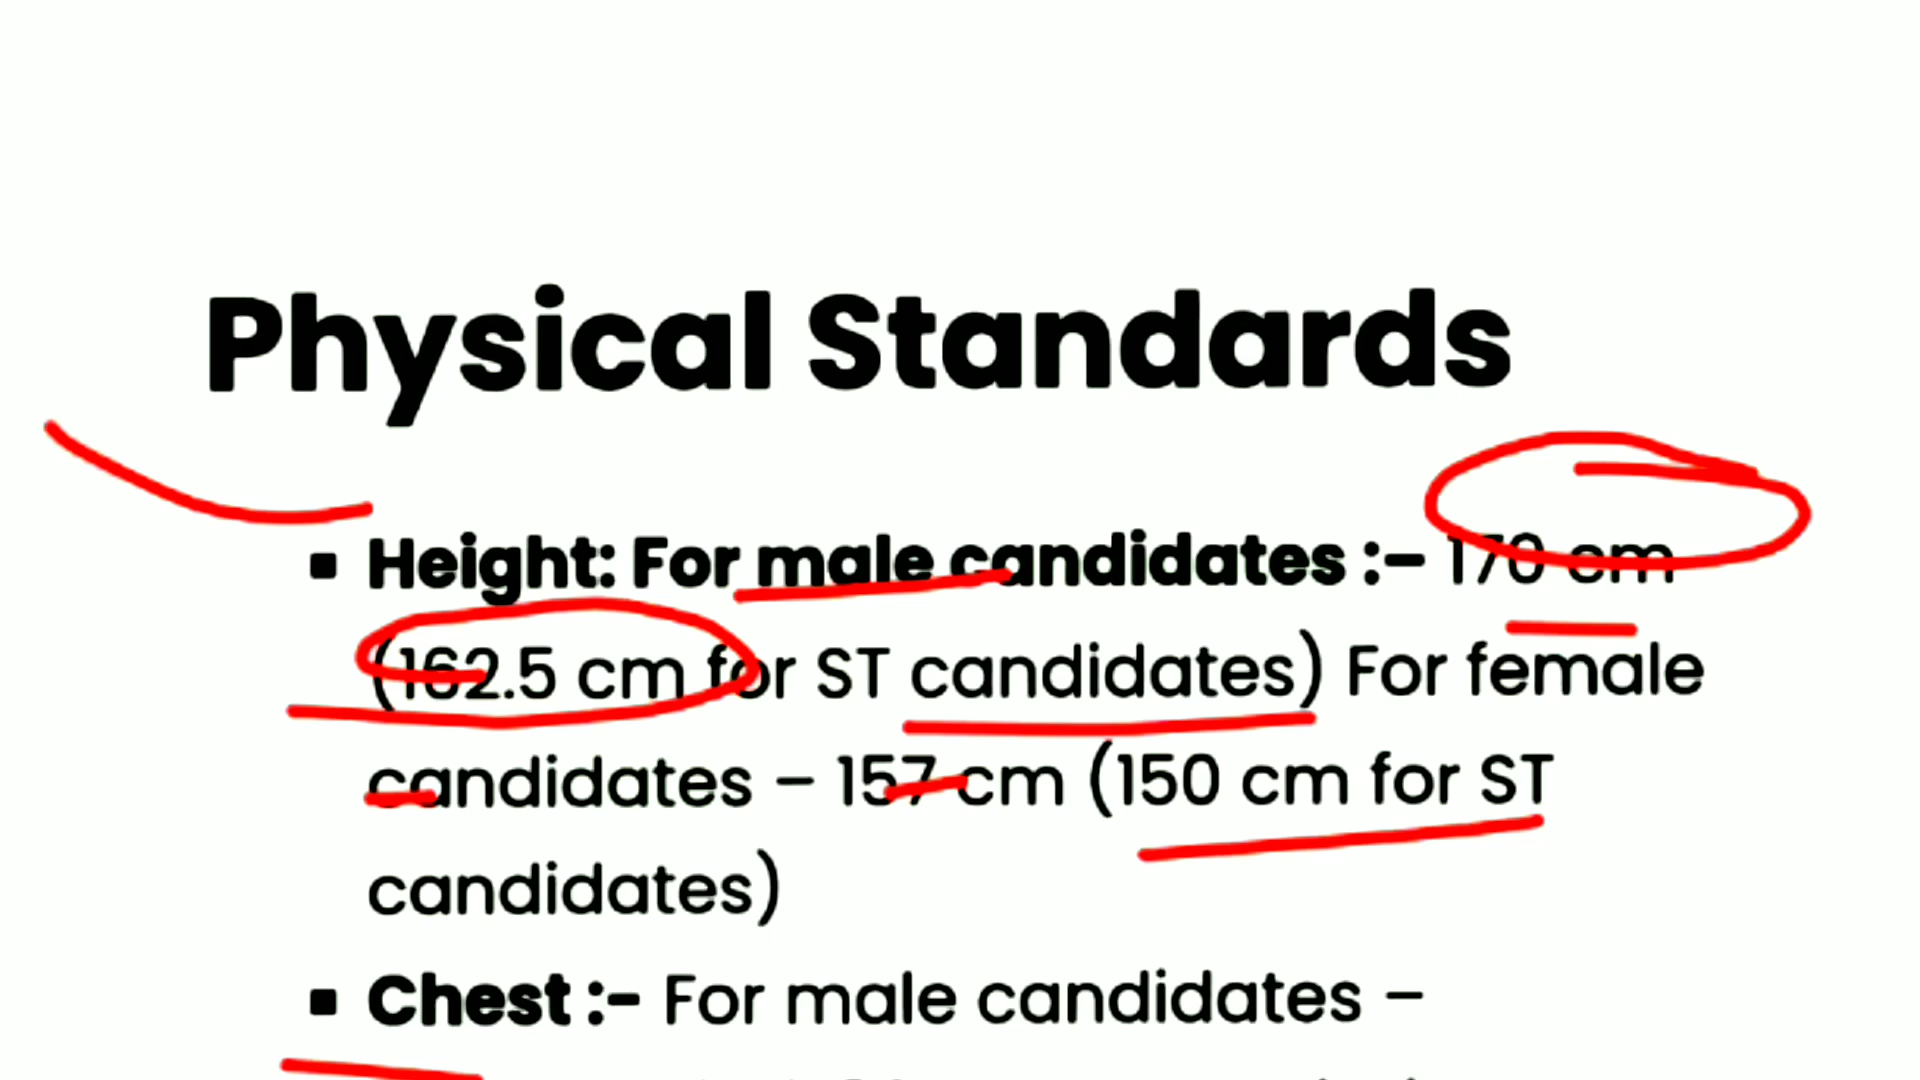 Physical Standards
▪ Height: For male candidates :– 170 cm
(162.5 cm for ST candidates) For female
candidates – 157 cm (150 cm for ST
candidates)
▪ Chest :– For male candidates –